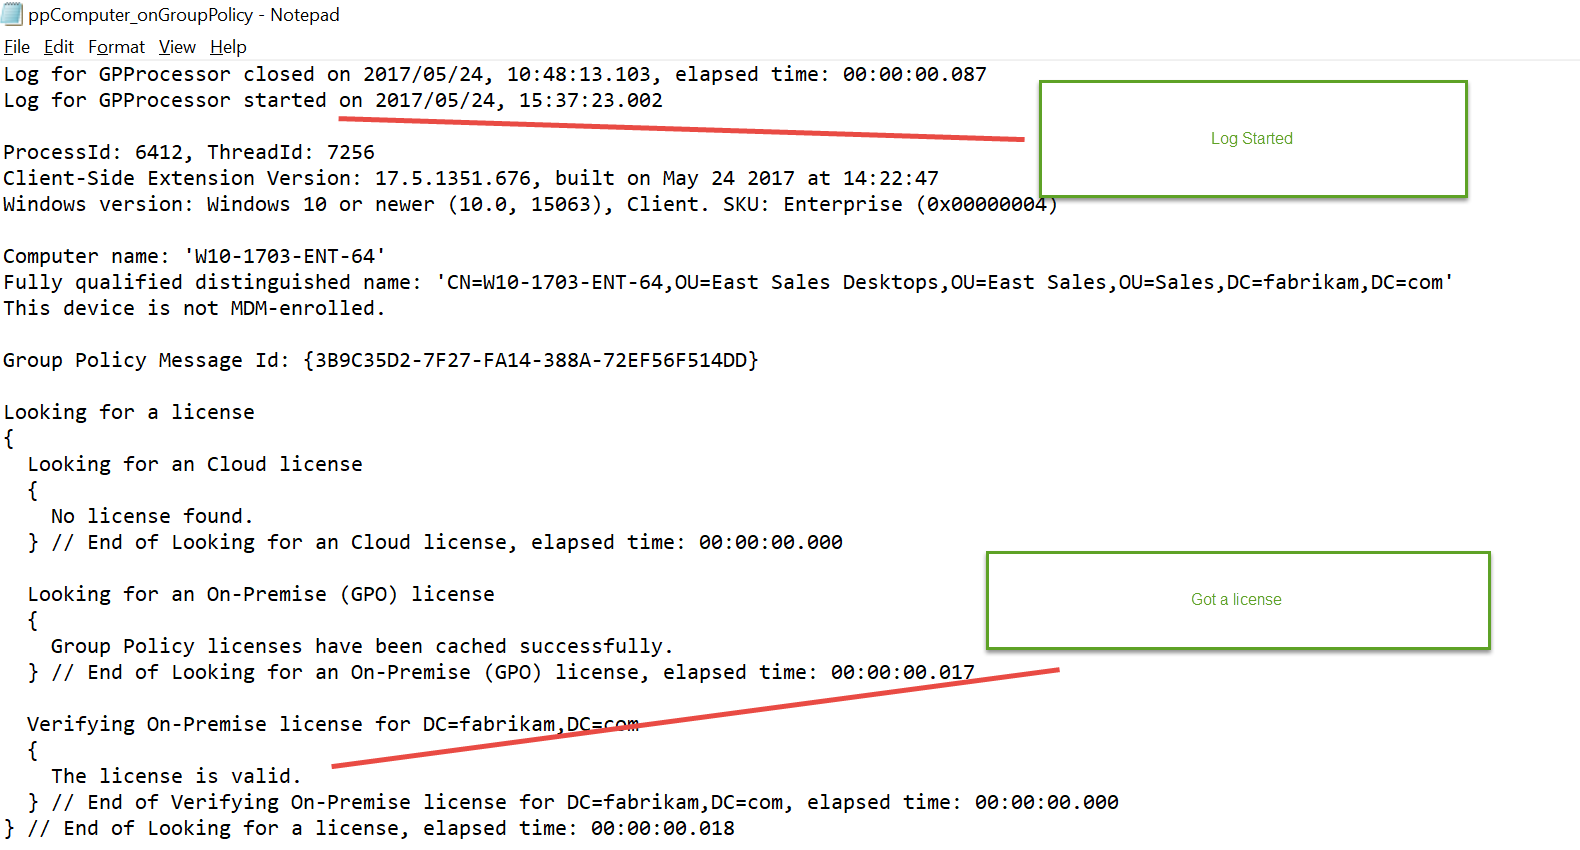 ppComputer_onGroupPolicy - Notepad
File Edit Format View Help
Log for GPProcessor closed on 2017/05/24, 10:48:13.103, elapsed time: 00:00:00.087
Log for GPProcessor started on 2017/05/24, 15:37:23.002
Log Started
ProcessId: 6412, ThreadId: 7256
Client-Side Extension Version: 17.5.1351.676, built on May 24 2017 at 14:22:47
Windows version: Windows 10 or newer (10.0, 15063), Client. SKU: Enterprise (0x00000004)
Computer name: 'W10-1703-ENT-64'
Fully qualified distinguished name: 'CN=W10-1703-ENT-64,OU=East Sales Desktops,OU=East Sales,OU=Sales,DC=fabrikam,DC=com'
This device is not MDM-enrolled.
Group Policy Message Id: {3B9C35D2-7F27-FA14-388A-72EF56F514DD}
Looking for a license
{
Looking for an Cloud license
{
No license found.
} // End of Looking for an Cloud license, elapsed time: 00:00:00.000
Looking for an On-Premise (GPO) license
{
Got a license
Group Policy licenses have been cached successfully.
} // End of Looking for an On-Premise (GPO) license, elapsed time: 00:00:00.017
Verifying On-Premise license for DC=fabrikam,DC=com
{
The license is valid.
} // End of Verifying On-Premise license for DC=fabrikam,DC=com, elapsed time: 00:00:00.000
} // End of Looking for a license, elapsed time: 00:00:00.018